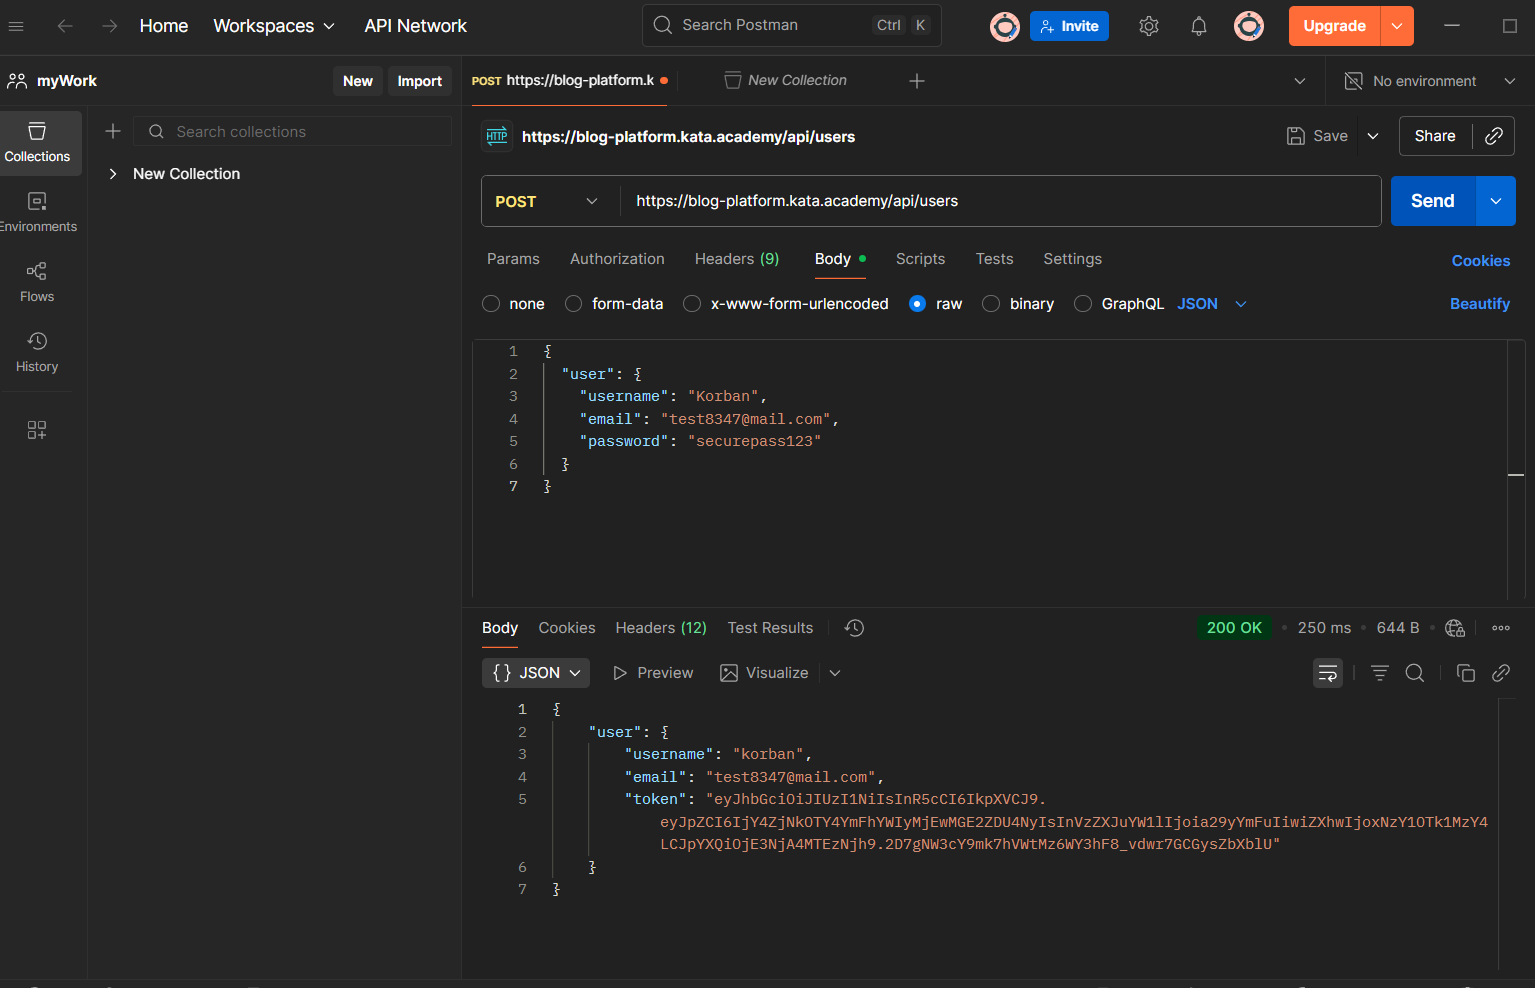 Home Workspaces API Network Search Postman Ctrl K Invite Upgrade
myWork New Import POST https://blog-platform.k New Collection No environment
Collections
Search collections
New Collection
Environments
Flows
History
HTTP https://blog-platform.kata.academy/api/users Save Share
POST https://blog-platform.kata.academy/api/users Send
Params Authorization Headers (9) Body Scripts Tests Settings Cookies
none form-data x-www-form-urlencoded raw binary GraphQL JSON Beautify
1 {
2 "user": {
3 "username": "Korban",
4 "email": "test8347@mail.com",
5 "password": "securepass123"
6 }
7 }
Body Cookies Headers (12) Test Results 200 OK 250 ms 644 B
{} JSON Preview Visualize
1 {
2 "user": {
3 "username": "korban",
4 "email": "test8347@mail.com",
5 "token": "eyJhbGciOiJIUzI1NiIsInR5cCI6IkpXVCJ9.
eyJpZCI6IjY4ZjNkOTY4YmFhYWIyMjEwMGE2ZDU4NyIsInVzZXJuYW1lIjoia29yYmFuIiwiZXhwIjoxNzY1OTk1MzY4
LCJpYXQiOjE3NjA4MTEzNjh9.2D7gNW3cY9mk7hVWtMz6WY3hF8_vdwr7GCGysZbXblU"
6 }
7 }